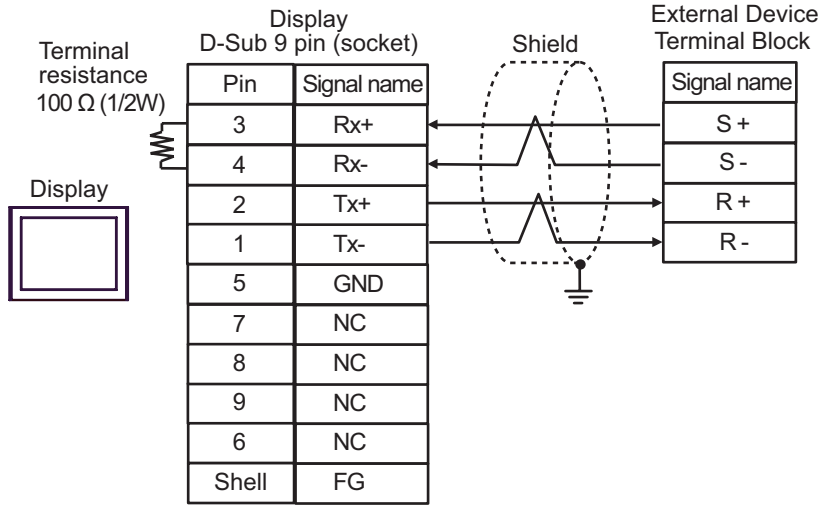 Display
D-Sub 9 pin (socket)
External Device
Terminal Block
Shield
Terminal
resistance
100 Ω (1/2W)
Display
Pin Signal name
3 Rx+
4 Rx-
2 Tx+
1 Tx-
5 GND
7 NC
8 NC
9 NC
6 NC
Shell FG
Signal name
S +
S -
R +
R -